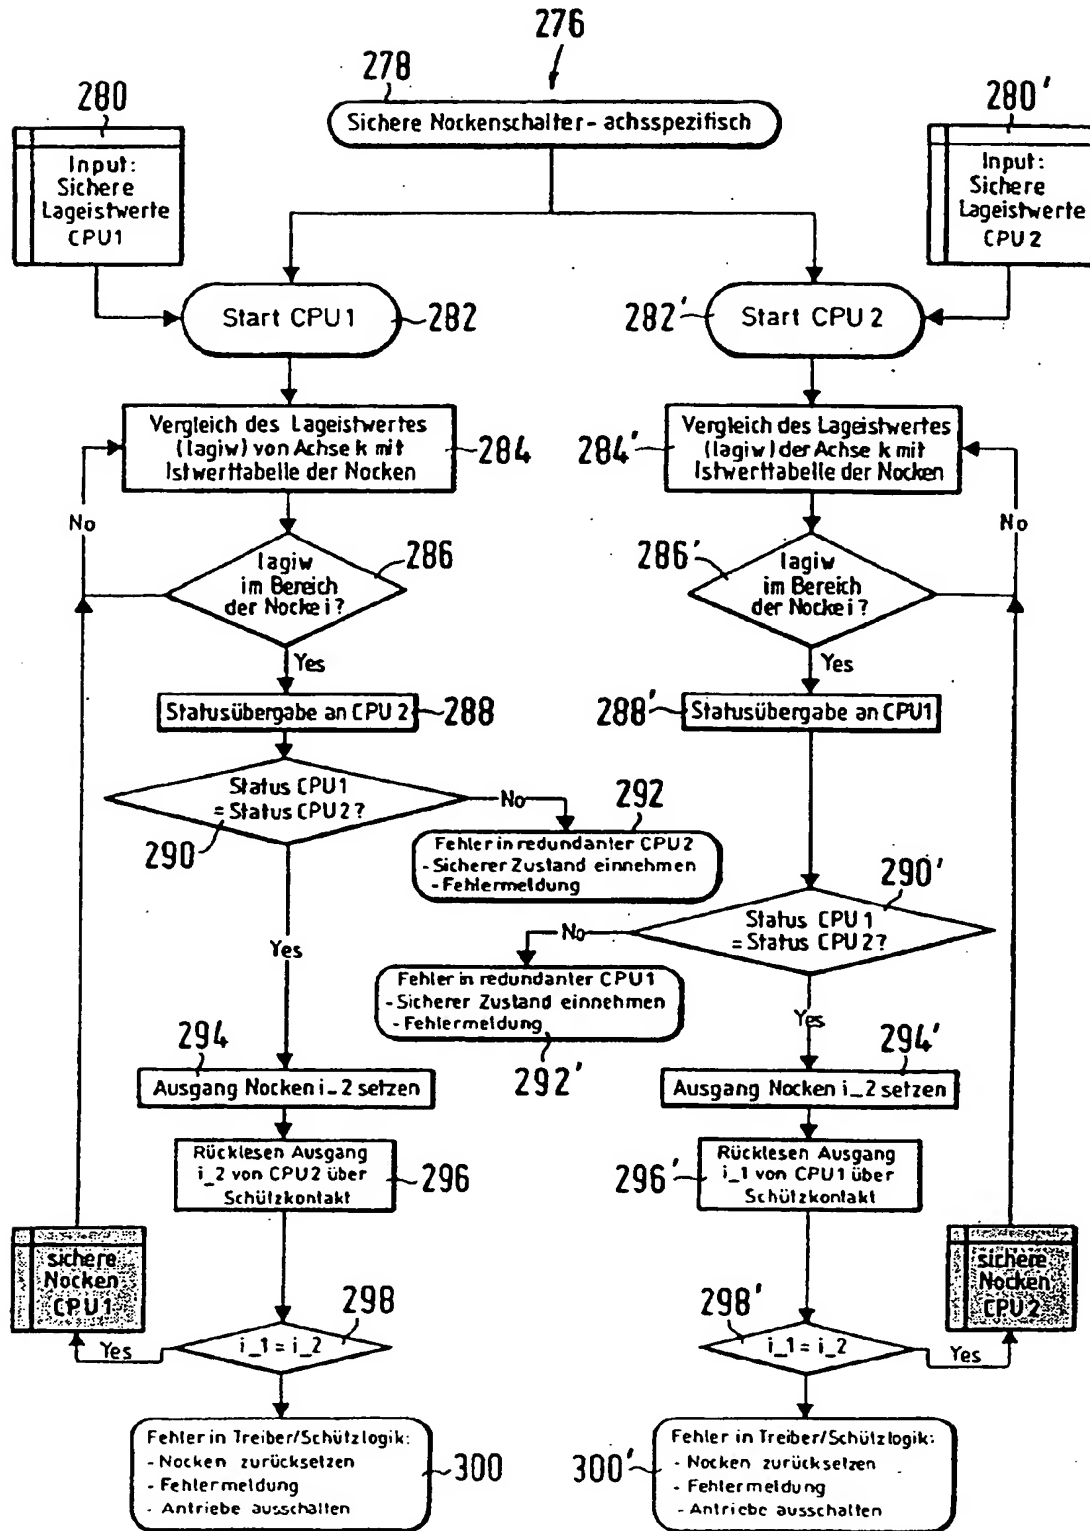 276
278
Sichere Nockenschalter- achsspezifisch
280
Input:
Sichere
Lageistwerte
CPU1
280'
Input:
Sichere
Lageistwerte
CPU2
Start CPU1
282
282'
Start CPU2
Vergleich des Lageistwertes
(lagiw) von Achse k mit
Istwerttabelle der Nocken
284
284'
Vergleich des Lageistwertes
(lagiw) der Achse k mit
Istwerttabelle der Nocken
No
No
lagiw
im Bereich
der Nocke i?
286
286'
lagiw
im Bereich
der Nocke i?
Yes
Yes
Statusübergabe an CPU 2
288
288'
Statusübergabe an CPU1
Status CPU1
= Status CPU2?
290
No
292
Fehler in redundanter CPU2
- Sicherer Zustand einnehmen
- Fehlermeldung
290'
Status CPU1
= Status CPU2?
No
Yes
Fehler in redundanter CPU1
- Sicherer Zustand einnehmen
- Fehlermeldung
292'
Yes
294
294'
Ausgang Nocken i_2 setzen
Ausgang Nocken i_2 setzen
Rücklesen Ausgang
i_2 von CPU2 über
Schützkontakt
296
296'
Rücklesen Ausgang
i_1 von CPU1 über
Schützkontakt
sichere
Nocken
CPU1
sichere
Nocken
CPU2
298
298'
i_1 = i_2
i_1 = i_2
Yes
Yes
Fehler in Treiber/Schützlogik:
- Nocken zurücksetzen
- Fehlermeldung
- Antriebe ausschalten
300
300'
Fehler in Treiber/Schützlogik:
- Nocken zurücksetzen
- Fehlermeldung
- Antriebe ausschalten